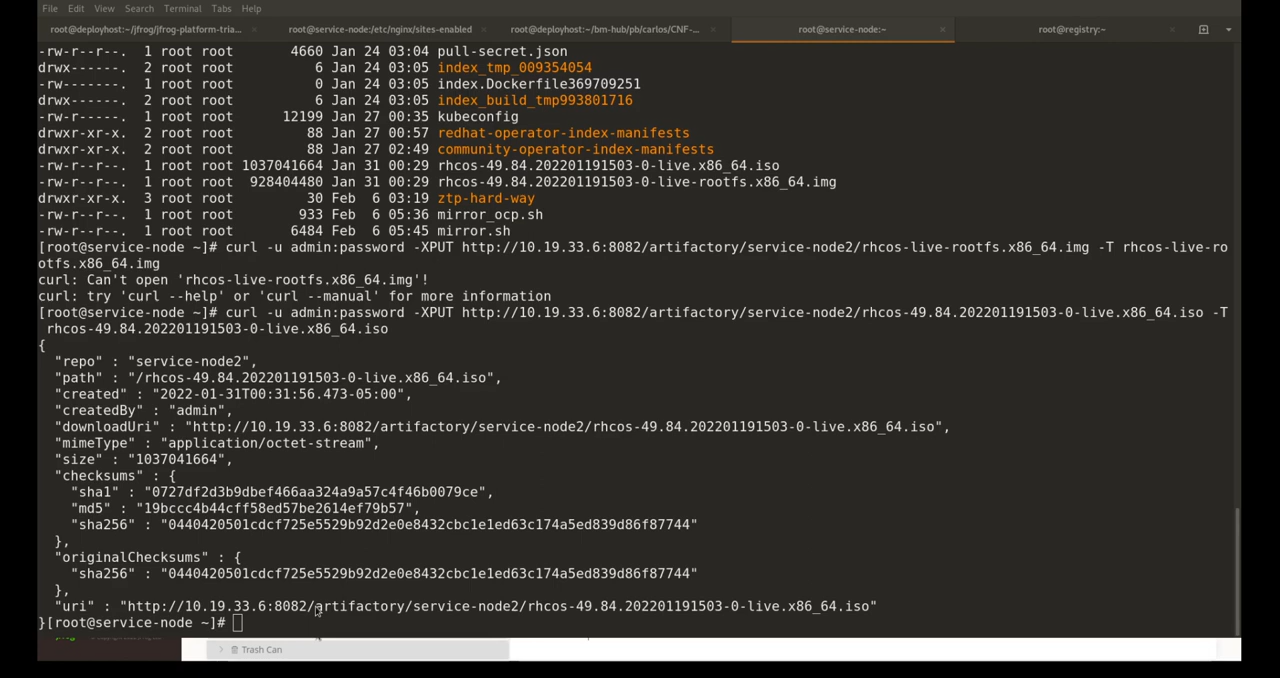 File Edit View Search Terminal Tabs Help
root@deployhost:~/jfrog/jfrog-platform-tria... × root@service-node:/etc/nginx/sites-enabled × root@deployhost:~/bm-hub/pb/carlos/CNF-... × root@service-node:~ × root@registry:~ ×
-rw-r--r--. 1 root root 4660 Jan 24 03:04 pull-secret.json
drwx------. 2 root root 6 Jan 24 03:05 index_tmp_009354054
-rw-------. 1 root root 0 Jan 24 03:05 index.Dockerfile369709251
drwx------. 2 root root 6 Jan 24 03:05 index_build_tmp993801716
-rw-r-----. 1 root root 12199 Jan 27 00:35 kubeconfig
drwxr-xr-x. 2 root root 88 Jan 27 00:57 redhat-operator-index-manifests
drwxr-xr-x. 2 root root 88 Jan 27 02:49 community-operator-index-manifests
-rw-r--r--. 1 root root 1037041664 Jan 31 00:29 rhcos-49.84.202201191503-0-live.x86_64.iso
-rw-r--r--. 1 root root 928404480 Jan 31 00:29 rhcos-49.84.202201191503-0-live-rootfs.x86_64.img
drwxr-xr-x. 3 root root 30 Feb 6 03:19 ztp-hard-way
-rw-r--r--. 1 root root 933 Feb 6 05:36 mirror_ocp.sh
-rw-r--r--. 1 root root 6484 Feb 6 05:45 mirror.sh
[root@service-node ~]# curl -u admin:password -XPUT http://10.19.33.6:8082/artifactory/service-node2/rhcos-live-rootfs.x86_64.img -T rhcos-live-ro
otfs.x86_64.img
curl: Can't open 'rhcos-live-rootfs.x86_64.img'!
curl: try 'curl --help' or 'curl --manual' for more information
[root@service-node ~]# curl -u admin:password -XPUT http://10.19.33.6:8082/artifactory/service-node2/rhcos-49.84.202201191503-0-live.x86_64.iso -T
rhcos-49.84.202201191503-0-live.x86_64.iso
{
"repo" : "service-node2",
"path" : "/rhcos-49.84.202201191503-0-live.x86_64.iso",
"created" : "2022-01-31T00:31:56.473-05:00",
"createdBy" : "admin",
"downloadUri" : "http://10.19.33.6:8082/artifactory/service-node2/rhcos-49.84.202201191503-0-live.x86_64.iso",
"mimeType" : "application/octet-stream",
"size" : "1037041664",
"checksums" : {
"sha1" : "0727df2d3b9dbef466aa324a9a57c4f46b0079ce",
"md5" : "19bccc4b44cff58ed57be2614ef79b57",
"sha256" : "0440420501cdcf725e5529b92d2e0e8432cbc1e1ed63c174a5ed839d86f87744"
},
"originalChecksums" : {
"sha256" : "0440420501cdcf725e5529b92d2e0e8432cbc1e1ed63c174a5ed839d86f87744"
},
"uri" : "http://10.19.33.6:8082/artifactory/service-node2/rhcos-49.84.202201191503-0-live.x86_64.iso"
}[root@service-node ~]#
Trash Can